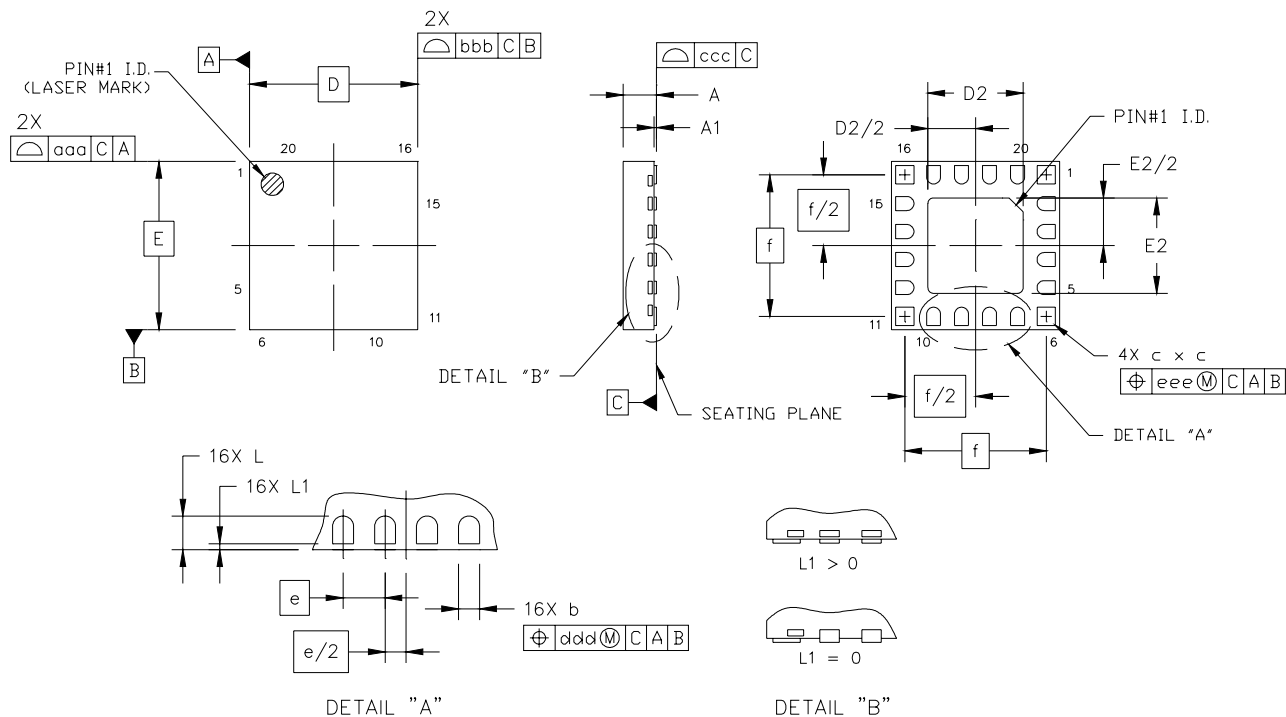 2X
⌓ bbb C B
A
PIN#1 I.D.
(LASER MARK)
D
2X
⌓ aaa C A
20
16
1
15
E
5
11
6
10
B
⌓ ccc C
A
A1
DETAIL "B"
C
SEATING PLANE
D2
D2/2
PIN#1 I.D.
16
20
1
E2/2
15
f/2
f
E2
5
11
10
6
4X c x c
⌖ eee Ⓜ C A B
f/2
f
DETAIL "A"
16X L
16X L1
e
e/2
16X b
⌖ ddd Ⓜ C A B
DETAIL "A"
L1 > 0
L1 = 0
DETAIL "B"